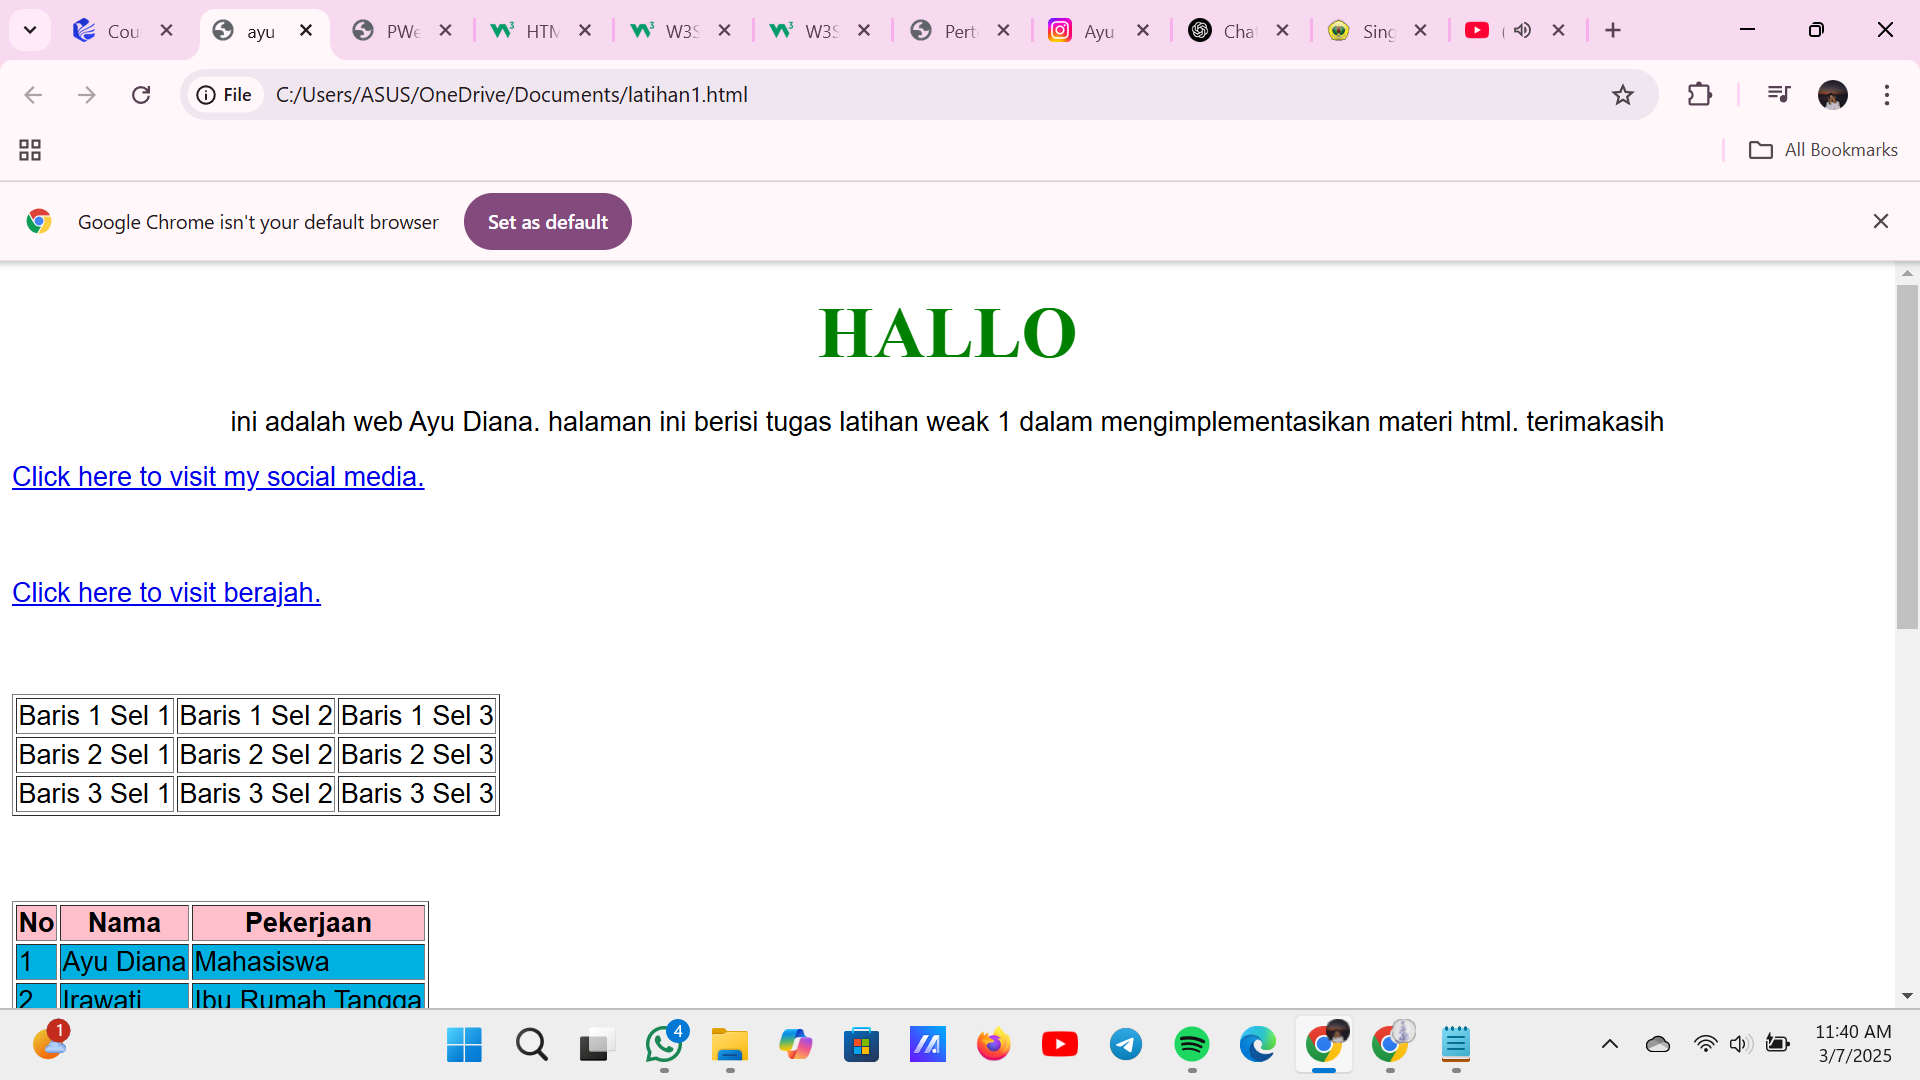 Cou
ayu
PWe
HTM
W3S
W3S
Pert
Ayu
Chat
Sing
File
C:/Users/ASUS/OneDrive/Documents/latihan1.html
All Bookmarks
Google Chrome isn't your default browser
Set as default
HALLO
ini adalah web Ayu Diana. halaman ini berisi tugas latihan weak 1 dalam mengimplementasikan materi html. terimakasih
Click here to visit my social media.
Click here to visit berajah.
Baris 1 Sel 1 Baris 1 Sel 2 Baris 1 Sel 3
Baris 2 Sel 1 Baris 2 Sel 2 Baris 2 Sel 3
Baris 3 Sel 1 Baris 3 Sel 2 Baris 3 Sel 3
No Nama Pekerjaan
1 Ayu Diana Mahasiswa
2 Irawati Ibu Rumah Tangga
1
4
11:40 AM
3/7/2025